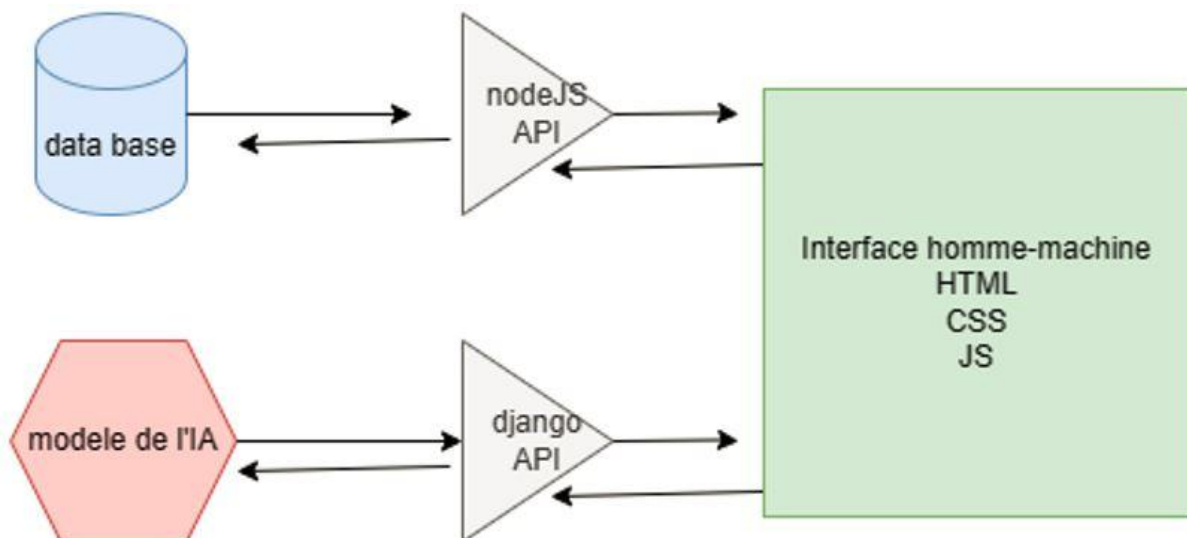 data base
nodeJS
API
Interface homme-machine
HTML
CSS
JS
modele de l'IA
django
API